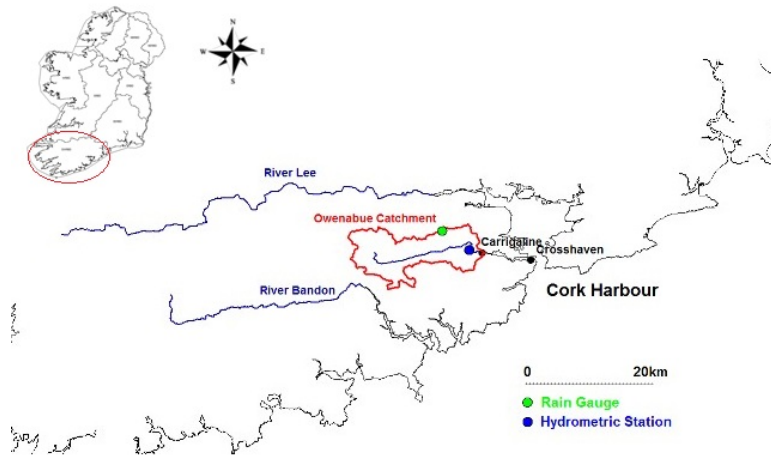 N
W
E
S
River Lee
Owenabue Catchment
Carrigaline
Crosshaven
River Bandon
Cork Harbour
0 20km
Rain Gauge
Hydrometric Station